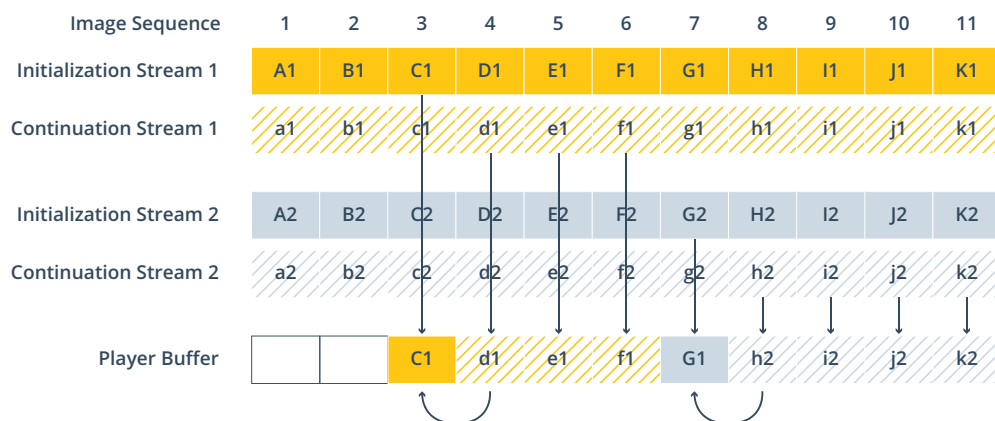 Image Sequence 1 2 3 4 5 6 7 8 9 10 11
Initialization Stream 1 A1 B1 C1 D1 E1 F1 G1 H1 I1 J1 K1
Continuation Stream 1 a1 b1 c1 d1 e1 f1 g1 h1 i1 j1 k1
Initialization Stream 2 A2 B2 C2 D2 E2 F2 G2 H2 I2 J2 K2
Continuation Stream 2 a2 b2 c2 d2 e2 f2 g2 h2 i2 j2 k2
Player Buffer C1 d1 e1 f1 G1 h2 i2 j2 k2